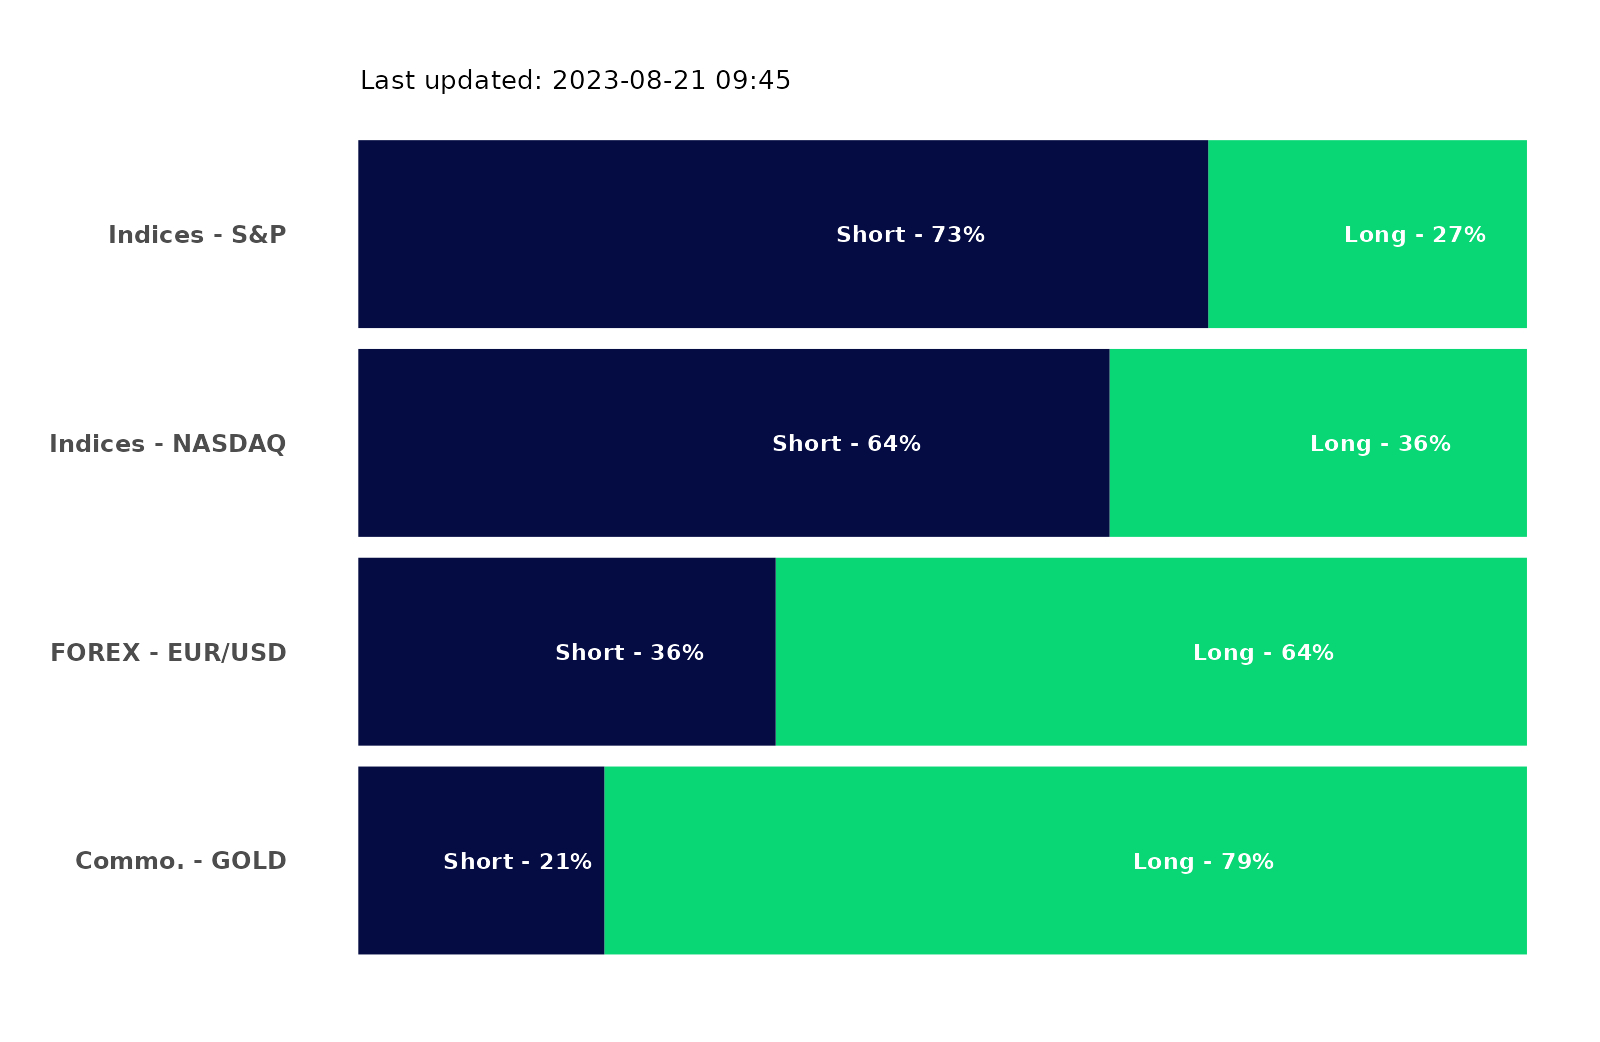 Last updated: 2023-08-21 09:45
Indices - S&P
Short - 73%
Long - 27%
Indices - NASDAQ
Short - 64%
Long - 36%
FOREX - EUR/USD
Short - 36%
Long - 64%
Commo. - GOLD
Short - 21%
Long - 79%